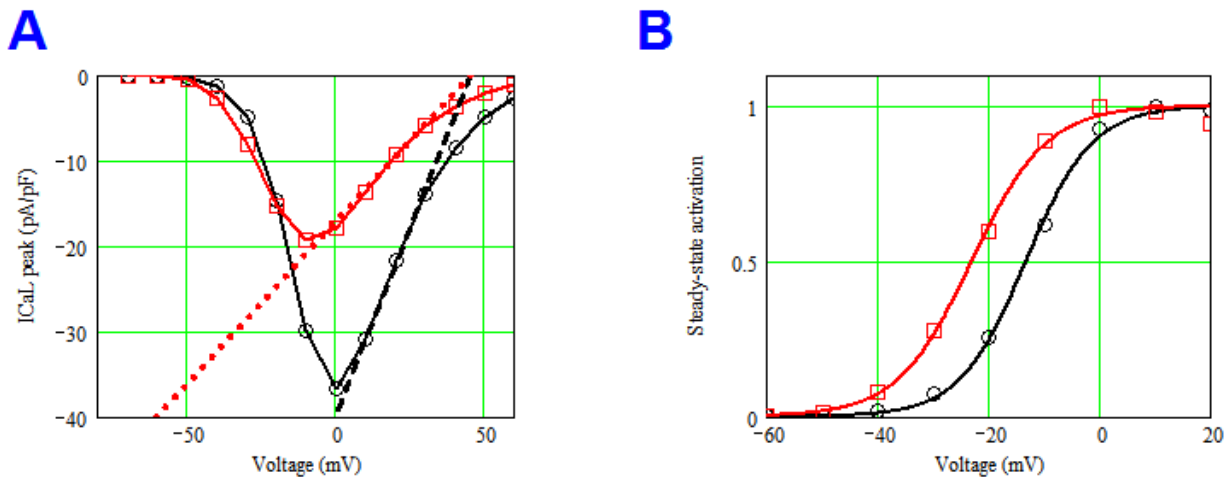 A
B
0
−10
−20
−30
−40
ICaL peak (pA/pF)
−50
0
50
Voltage (mV)
1
0.5
0
Steady-state activation
−60
−40
−20
0
20
Voltage (mV)